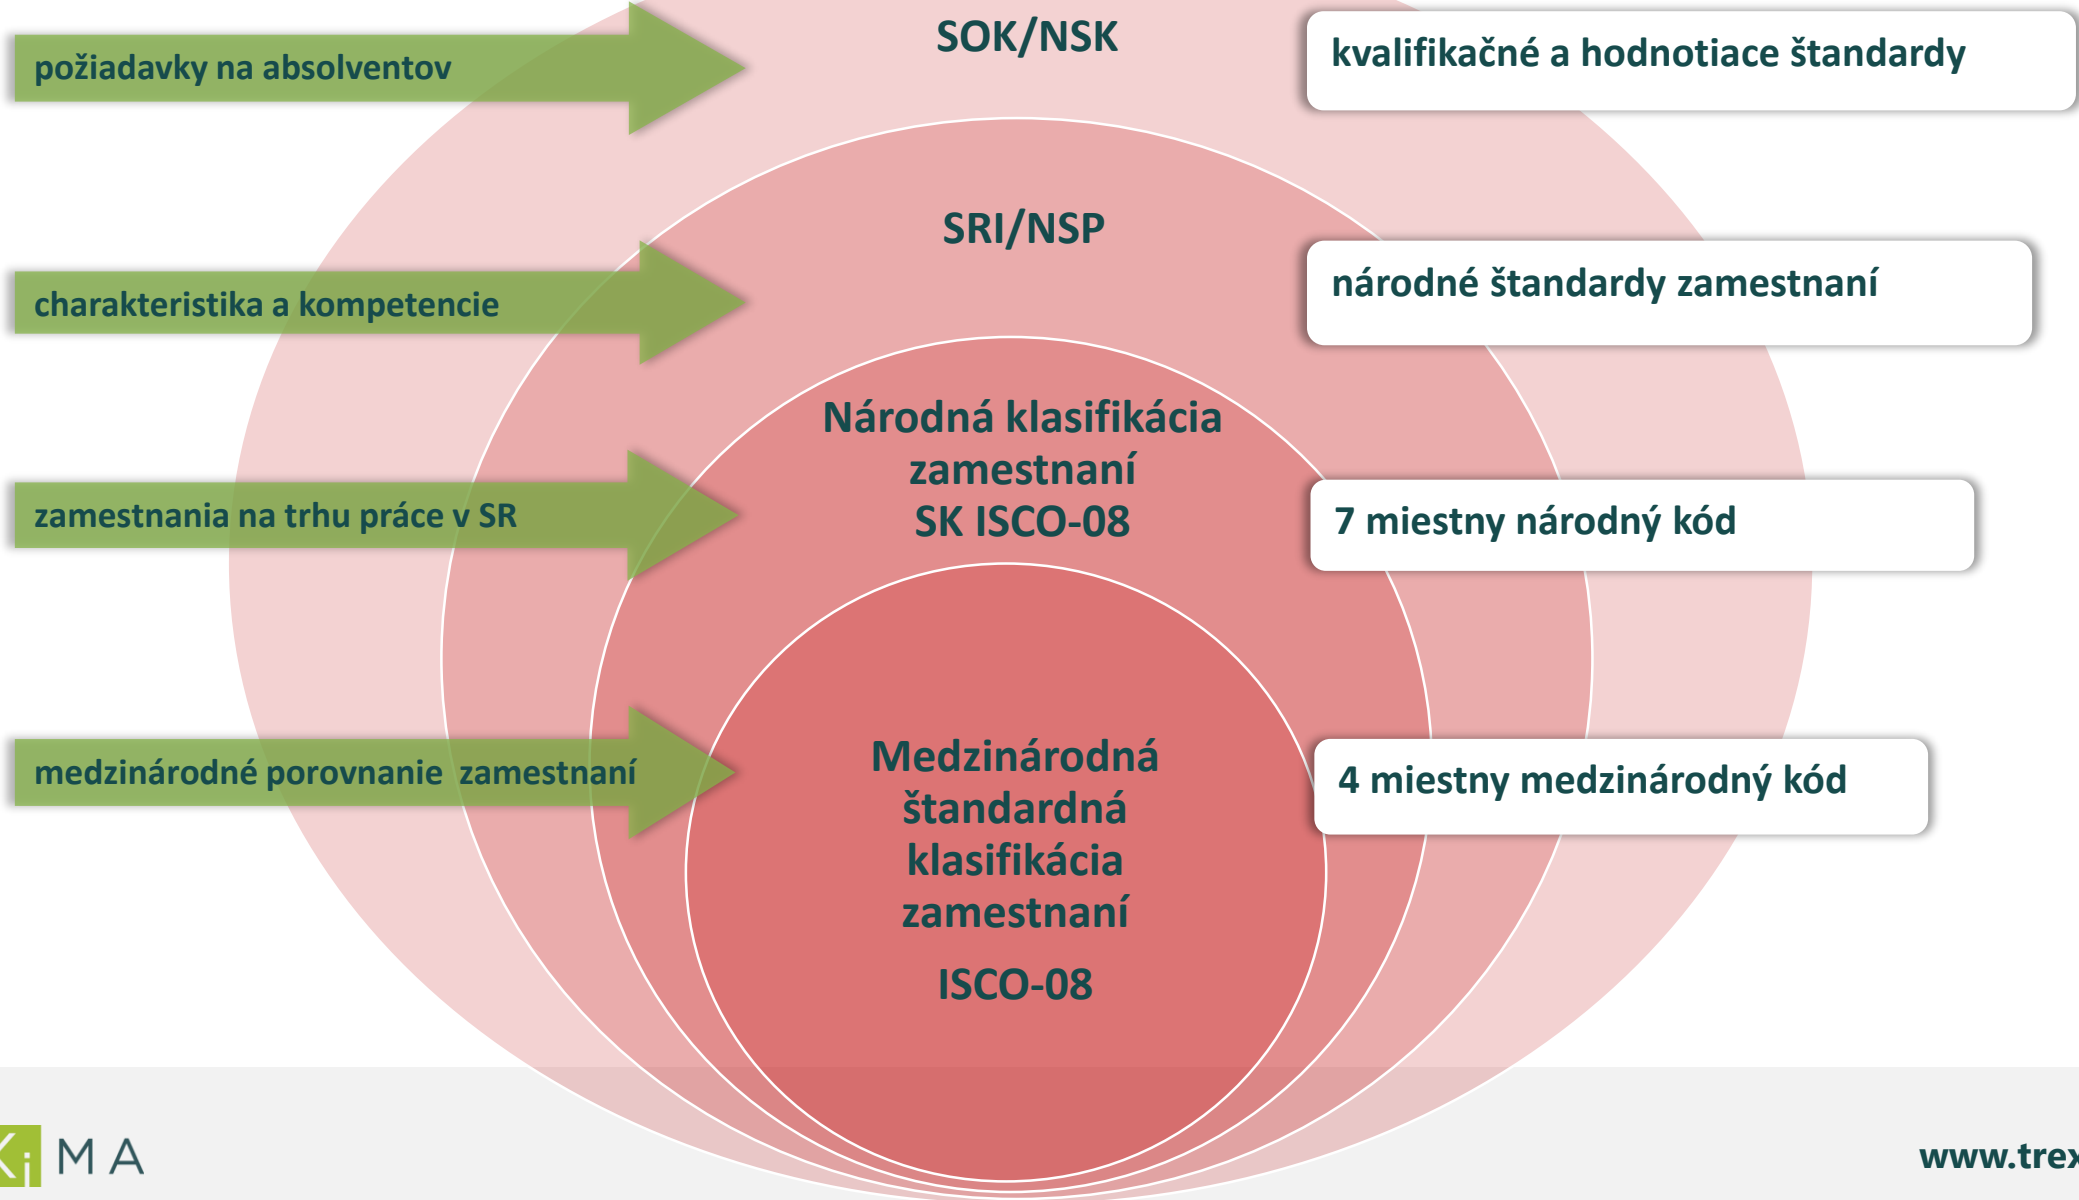 požiadavky na absolventov
SOK/NSK
kvalifikačné a hodnotiace štandardy
charakteristika a kompetencie
SRI/NSP
národné štandardy zamestnaní
zamestnania na trhu práce v SR
Národná klasifikácia
zamestnaní
SK ISCO-08
7 miestny národný kód
medzinárodné porovnanie  zamestnaní
Medzinárodná
štandardná
klasifikácia
zamestnaní
ISCO-08
4 miestny medzinárodný kód
KiMA
www.trex